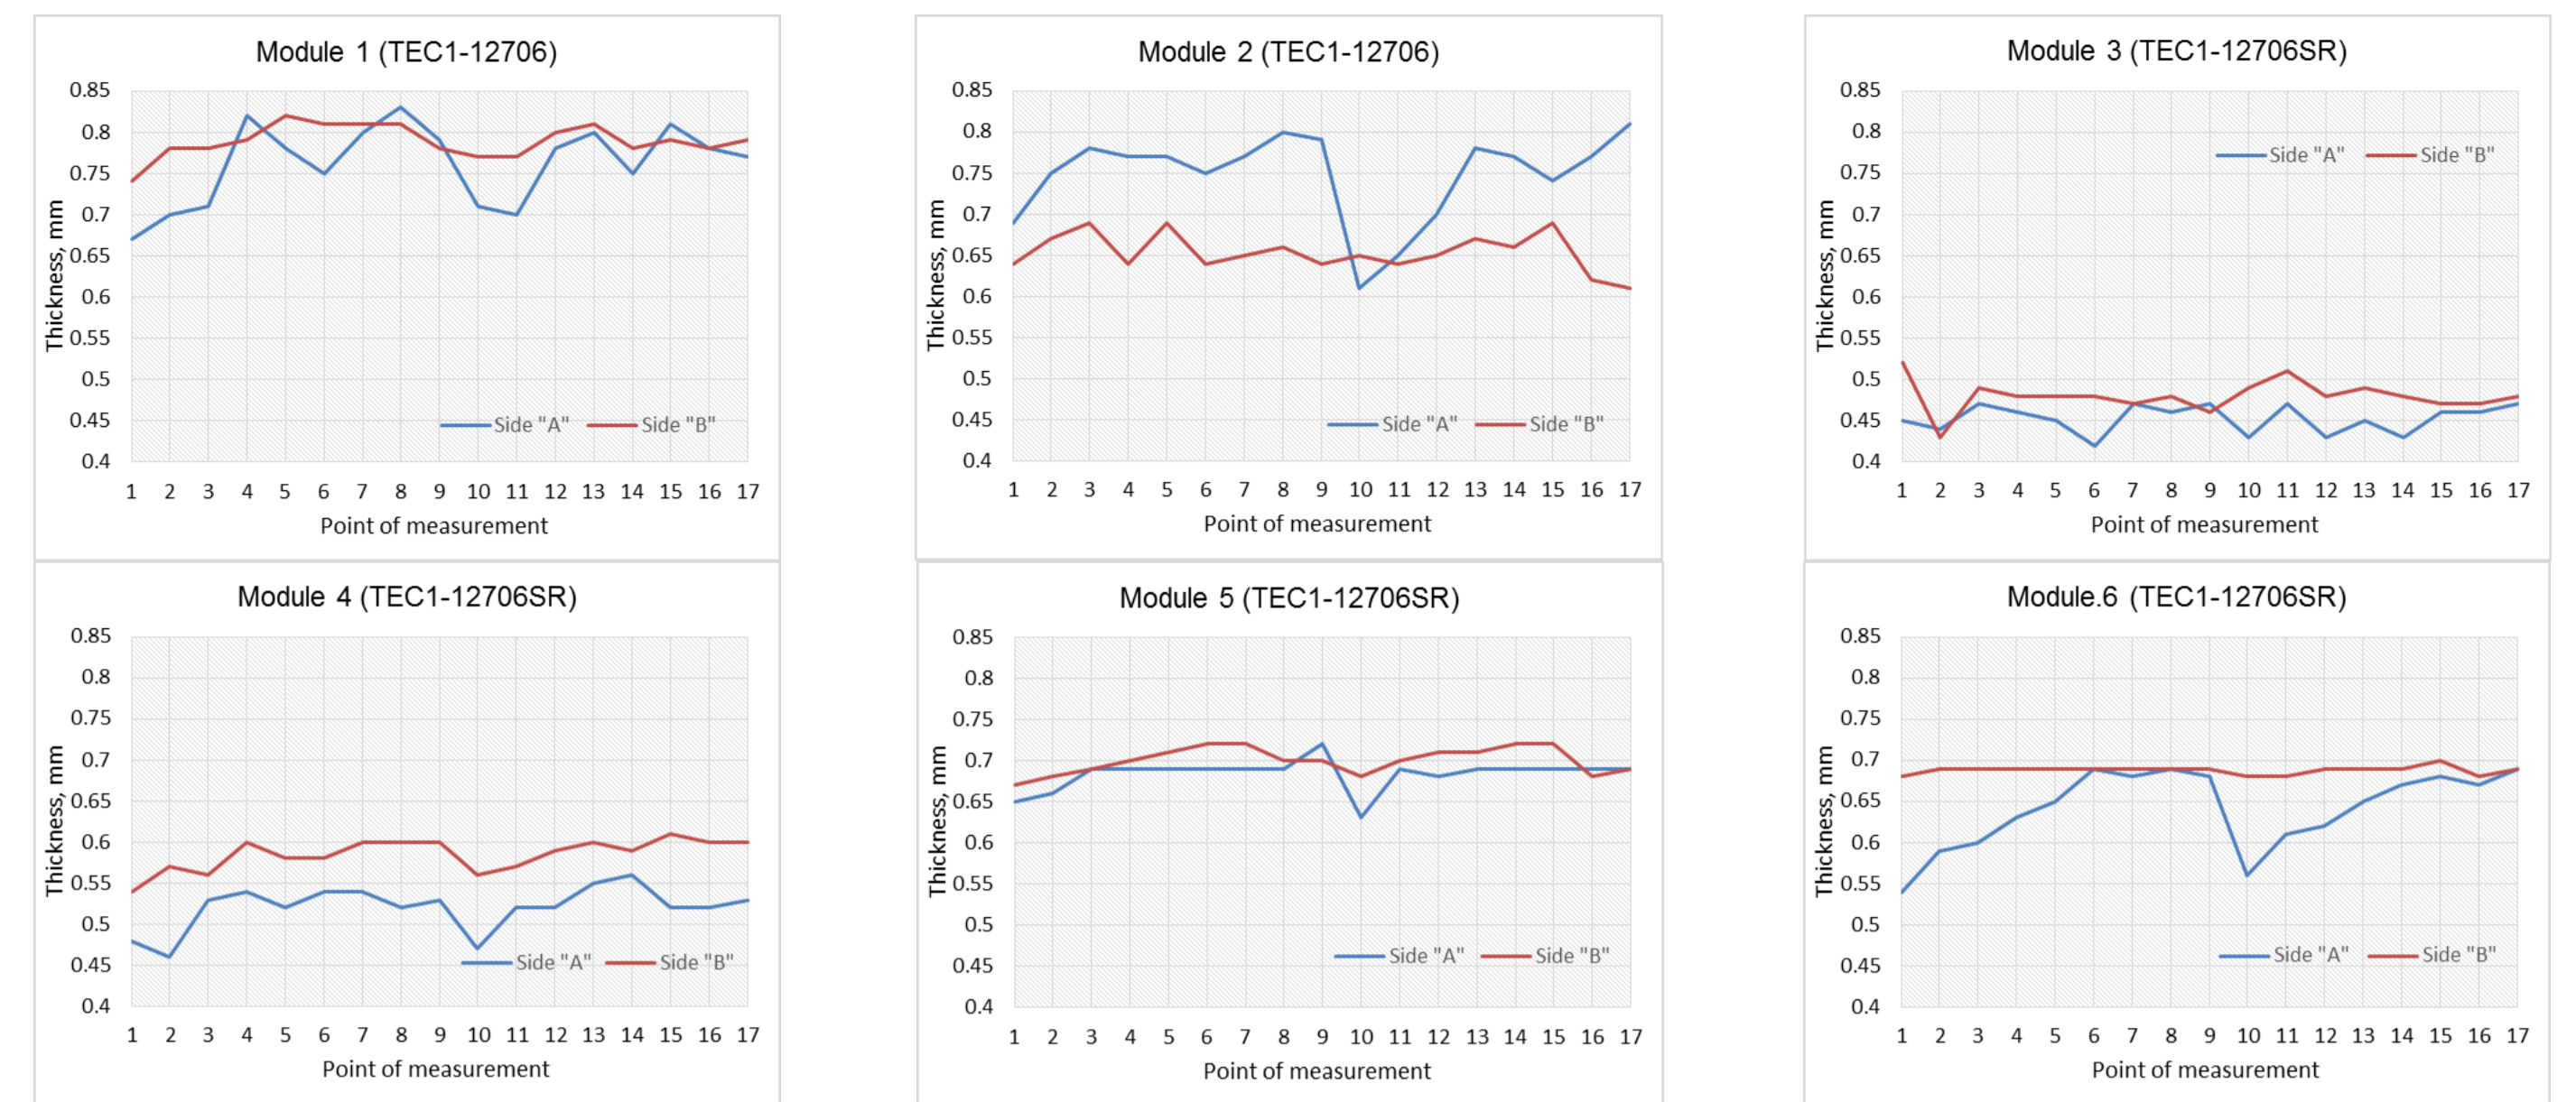 Module 1 (TEC1-12706)
0.85
0.8
0.75
0.7
0.65
0.6
0.55
0.5
0.45
0.4
Thickness, mm
Side "A" Side "B"
1 2 3 4 5 6 7 8 9 10 11 12 13 14 15 16 17
Point of measurement
Module 2 (TEC1-12706)
0.85
0.8
0.75
0.7
0.65
0.6
0.55
0.5
0.45
0.4
Thickness, mm
Side "A" Side "B"
1 2 3 4 5 6 7 8 9 10 11 12 13 14 15 16 17
Point of measurement
Module 3 (TEC1-12706SR)
0.85
0.8
0.75
0.7
0.65
0.6
0.55
0.5
0.45
0.4
Thickness, mm
Side "A" Side "B"
1 2 3 4 5 6 7 8 9 10 11 12 13 14 15 16 17
Point of measurement
Module 4 (TEC1-12706SR)
0.85
0.8
0.75
0.7
0.65
0.6
0.55
0.5
0.45
0.4
Thickness, mm
Side "A" Side "B"
1 2 3 4 5 6 7 8 9 10 11 12 13 14 15 16 17
Point of measurement
Module 5 (TEC1-12706SR)
0.85
0.8
0.75
0.7
0.65
0.6
0.55
0.5
0.45
0.4
Thickness, mm
Side "A" Side "B"
1 2 3 4 5 6 7 8 9 10 11 12 13 14 15 16 17
Point of measurement
Module.6 (TEC1-12706SR)
0.85
0.8
0.75
0.7
0.65
0.6
0.55
0.5
0.45
0.4
Thickness, mm
Side "A" Side "B"
1 2 3 4 5 6 7 8 9 10 11 12 13 14 15 16 17
Point of measurement